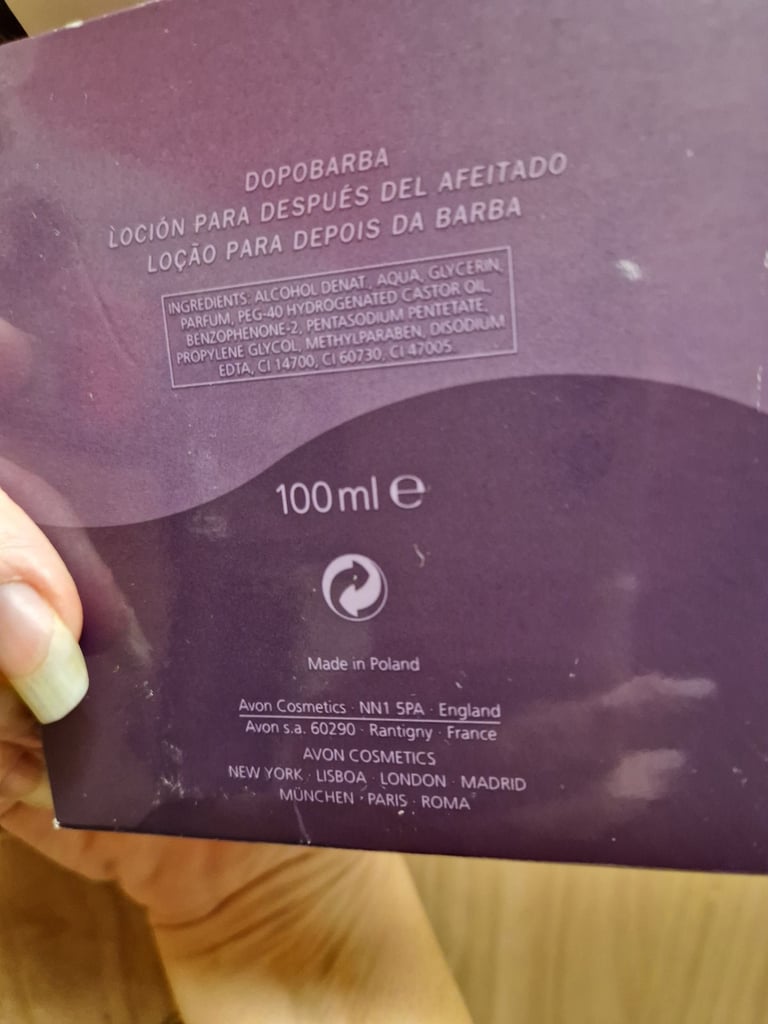 DOPOBARBA
LOCIÓN PARA DESPUÉS DEL AFEITADO
LOÇÃO PARA DEPOIS DA BARBA
INGREDIENTS: ALCOHOL DENAT, AQUA, GLYCERIN,
PARFUM, PEG-40 HYDROGENATED CASTOR OIL,
BENZOPHENONE-2, PENTASODIUM PENTETATE,
PROPYLENE GLYCOL, METHYLPARABEN, DISODIUM
EDTA, CI 14700, CI 60730, CI 47005.
100 ml ℮
Made in Poland
Avon Cosmetics · NN1 5PA · England
Avon s.a. 60290 · Rantigny · France
AVON COSMETICS
NEW YORK · LISBOA · LONDON · MADRID
MÜNCHEN · PARIS · ROMA